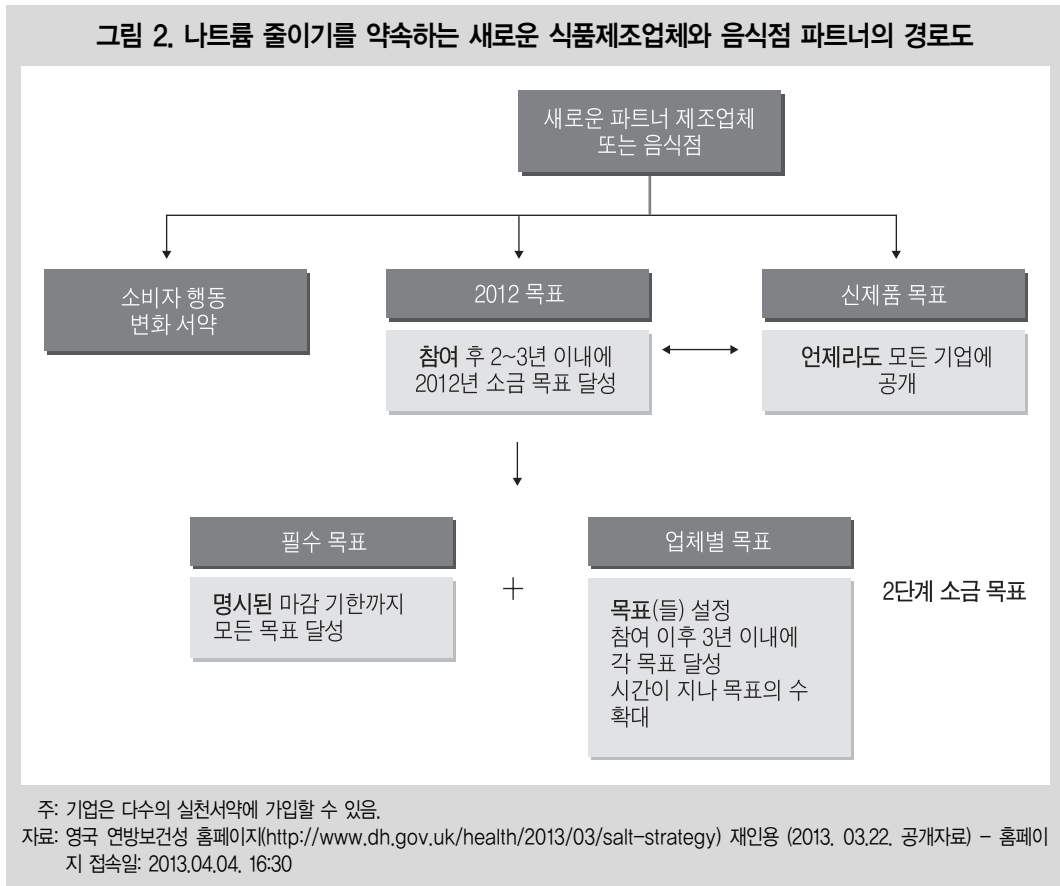 그림 2. 나트륨 줄이기를 약속하는 새로운 식품제조업체와 음식점 파트너의 경로도
새로운 파트너 제조업체
또는 음식점
소비자 행동
변화 서약
2012 목표
참여 후 2~3년 이내에
2012년 소금 목표 달성
신제품 목표
언제라도 모든 기업에
공개
필수 목표
명시된 마감 기한까지
모든 목표 달성
+
업체별 목표
목표(들) 설정
참여 이후 3년 이내에
각 목표 달성
시간이 지나 목표의 수
확대
2단계 소금 목표
주: 기업은 다수의 실천서약에 가입할 수 있음.
자료: 영국 연방보건성 홈페이지(http://www.dh.gov.uk/health/2013/03/salt-strategy) 재인용 (2013. 03.22. 공개자료) - 홈페이
지 접속일: 2013.04.04. 16:30